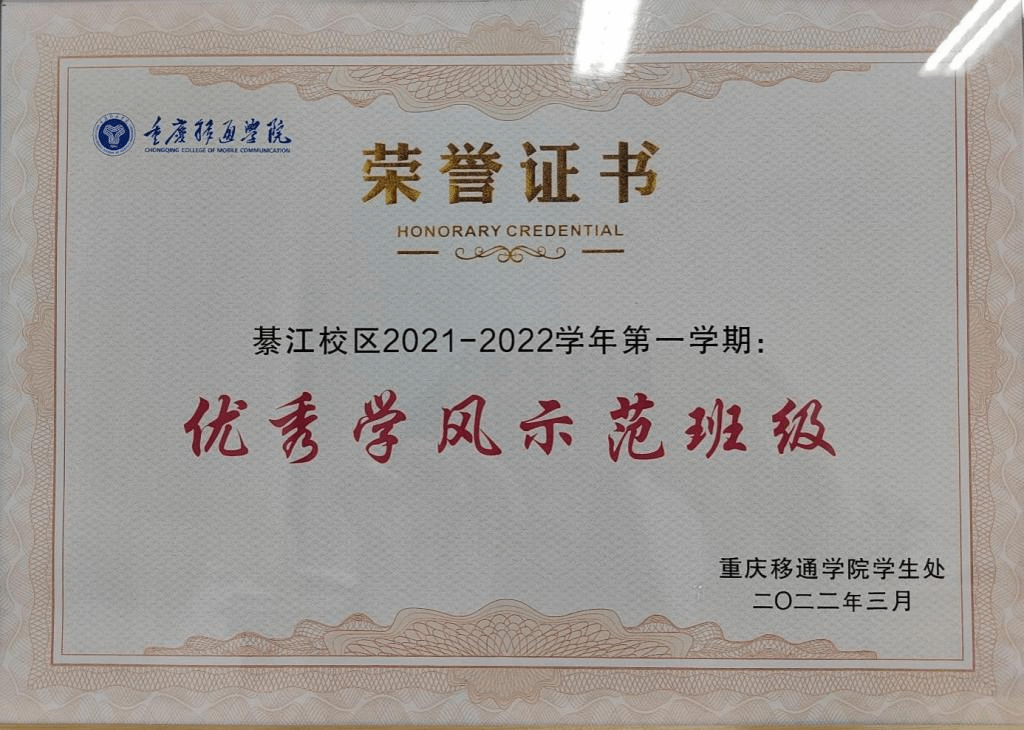 重庆移通学院
CHONGQING COLLEGE OF MOBILE COMMUNICATION
荣誉证书
HONORARY CREDENTIAL
綦江校区2021-2022学年第一学期:
优秀学风示范班级
重庆移通学院学生处
二〇二二年三月